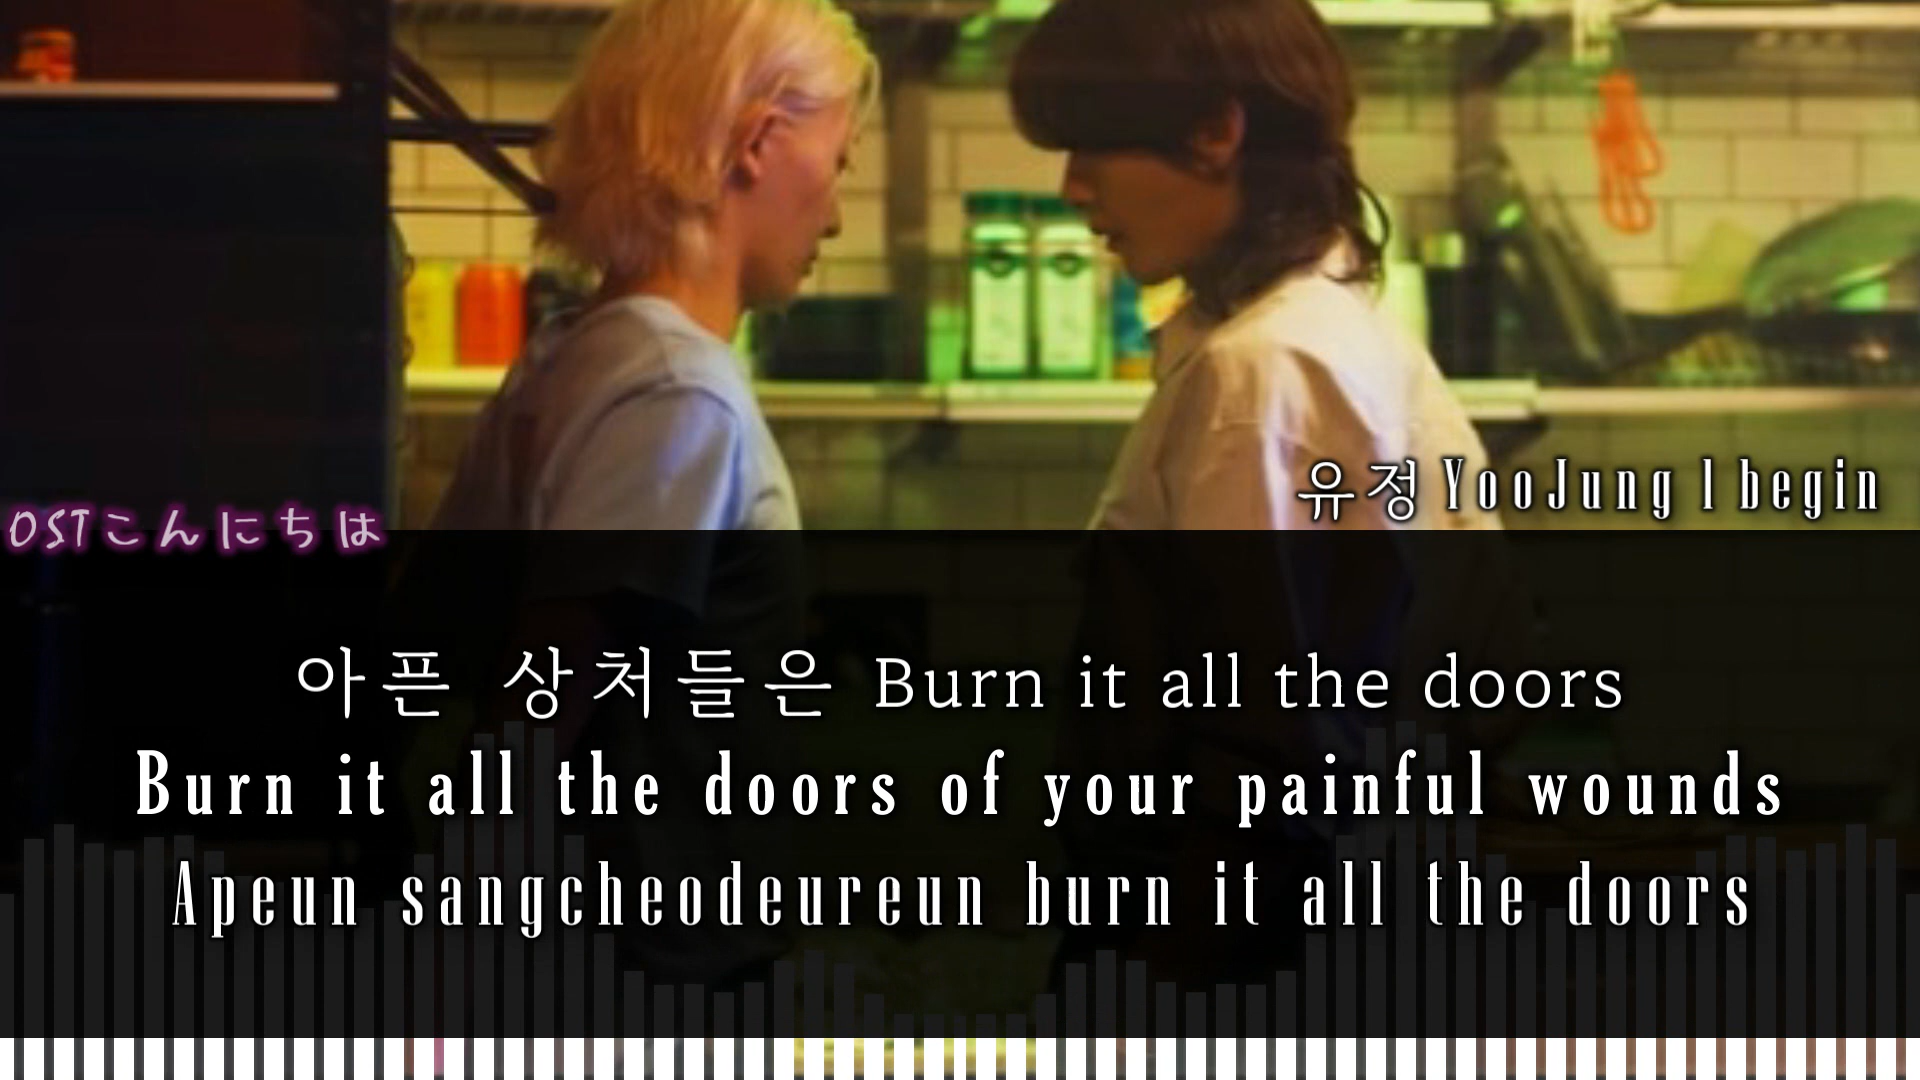 유정 YooJung I begin
OSTこんにちは
아픈 상처들은 Burn it all the doors
Burn it all the doors of your painful wounds
Apeun sangcheodeureun burn it all the doors